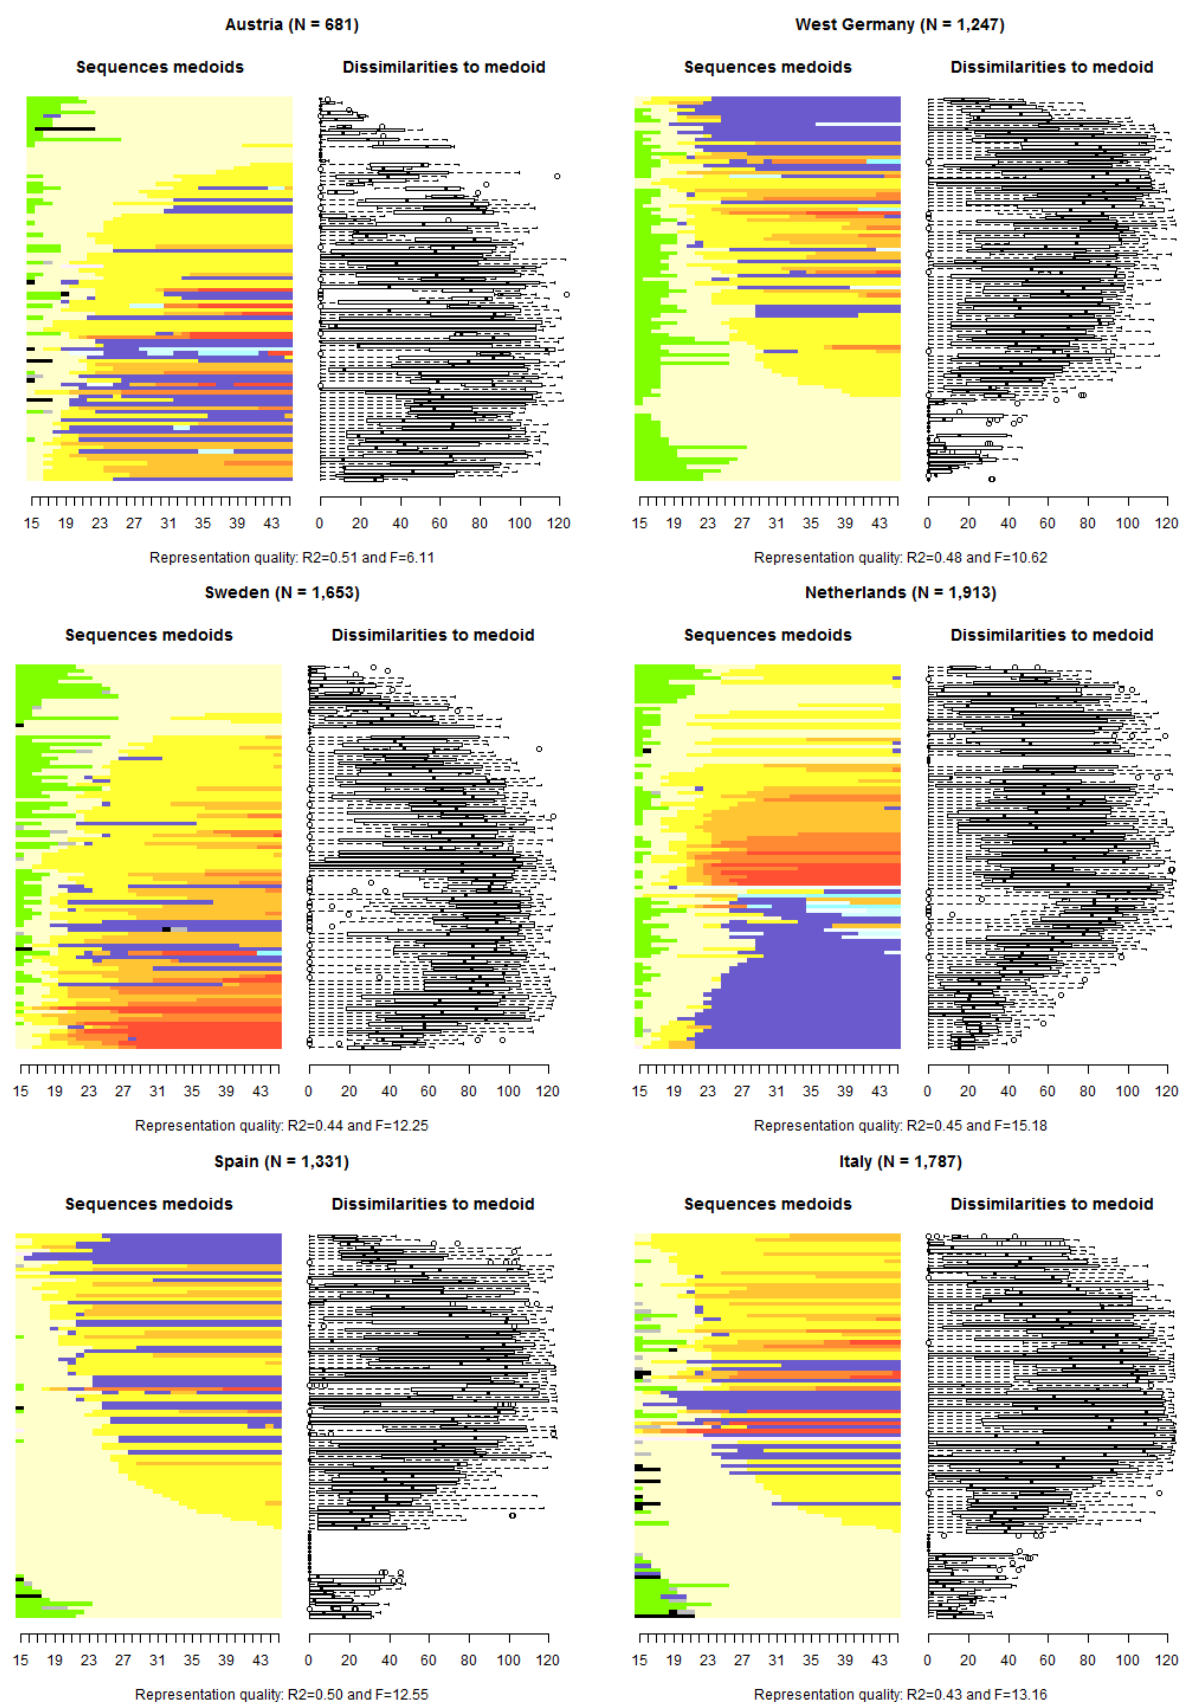 Austria (N = 681)
Sequences medoids
Dissimilarities to medoid
15 19 23 27 31 35 39 43
0 20 40 60 80 100 120
Representation quality: R2=0.51 and F=6.11
West Germany (N = 1,247)
Sequences medoids
Dissimilarities to medoid
15 19 23 27 31 35 39 43
0 20 40 60 80 100 120
Representation quality: R2=0.48 and F=10.62
Sweden (N = 1,653)
Sequences medoids
Dissimilarities to medoid
15 19 23 27 31 35 39 43
0 20 40 60 80 100 120
Representation quality: R2=0.44 and F=12.25
Netherlands (N = 1,913)
Sequences medoids
Dissimilarities to medoid
15 19 23 27 31 35 39 43
0 20 40 60 80 100 120
Representation quality: R2=0.45 and F=15.18
Spain (N = 1,331)
Sequences medoids
Dissimilarities to medoid
15 19 23 27 31 35 39 43
0 20 40 60 80 100 120
Representation quality: R2=0.50 and F=12.55
Italy (N = 1,787)
Sequences medoids
Dissimilarities to medoid
15 19 23 27 31 35 39 43
0 20 40 60 80 100 120
Representation quality: R2=0.43 and F=13.16